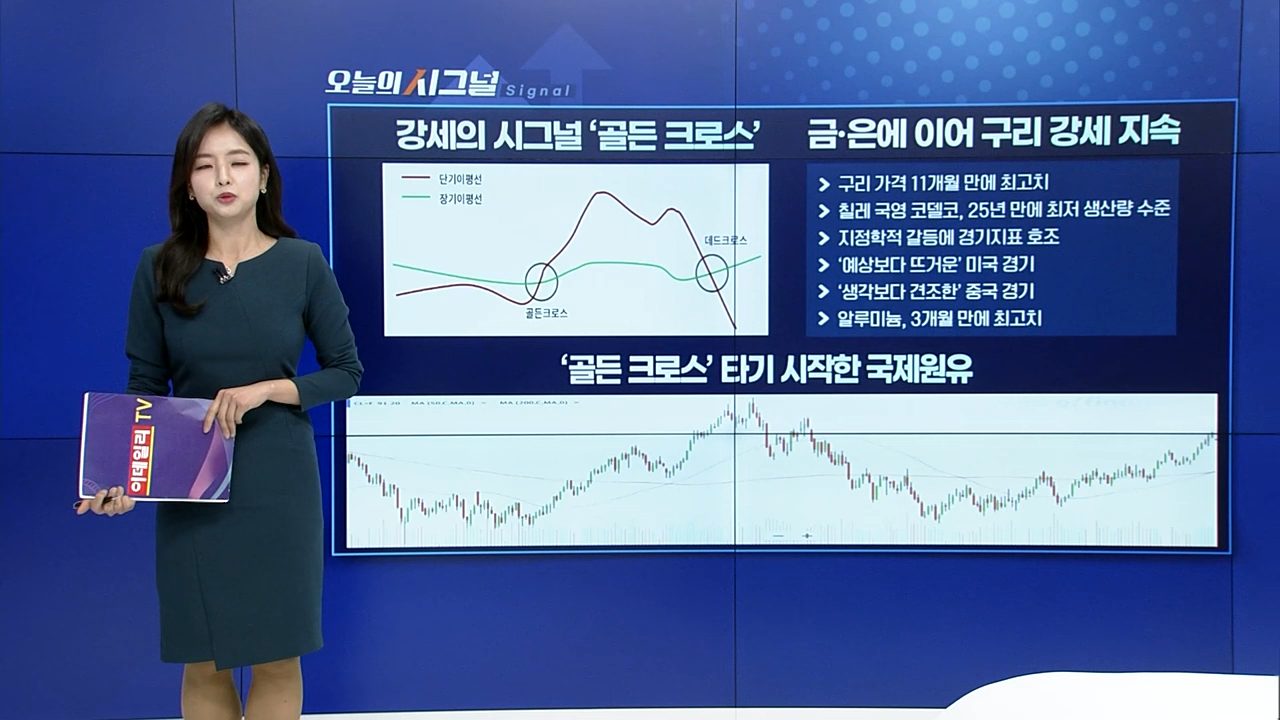 오늘의 시그널 Signal
강세의 시그널 ‘골든 크로스’
단기이평선
장기이평선
데드크로스
골든크로스
금·은에 이어 구리 강세 지속
구리 가격 11개월 만에 최고치
칠레 국영 코델코, 25년 만에 최저 생산량 수준
지정학적 갈등에 경기지표 호조
‘예상보다 뜨거운’ 미국 경기
‘생각보다 견조한’ 중국 경기
알루미늄, 3개월 만에 최고치
‘골든 크로스’ 타기 시작한 국제원유
이데일리 TV